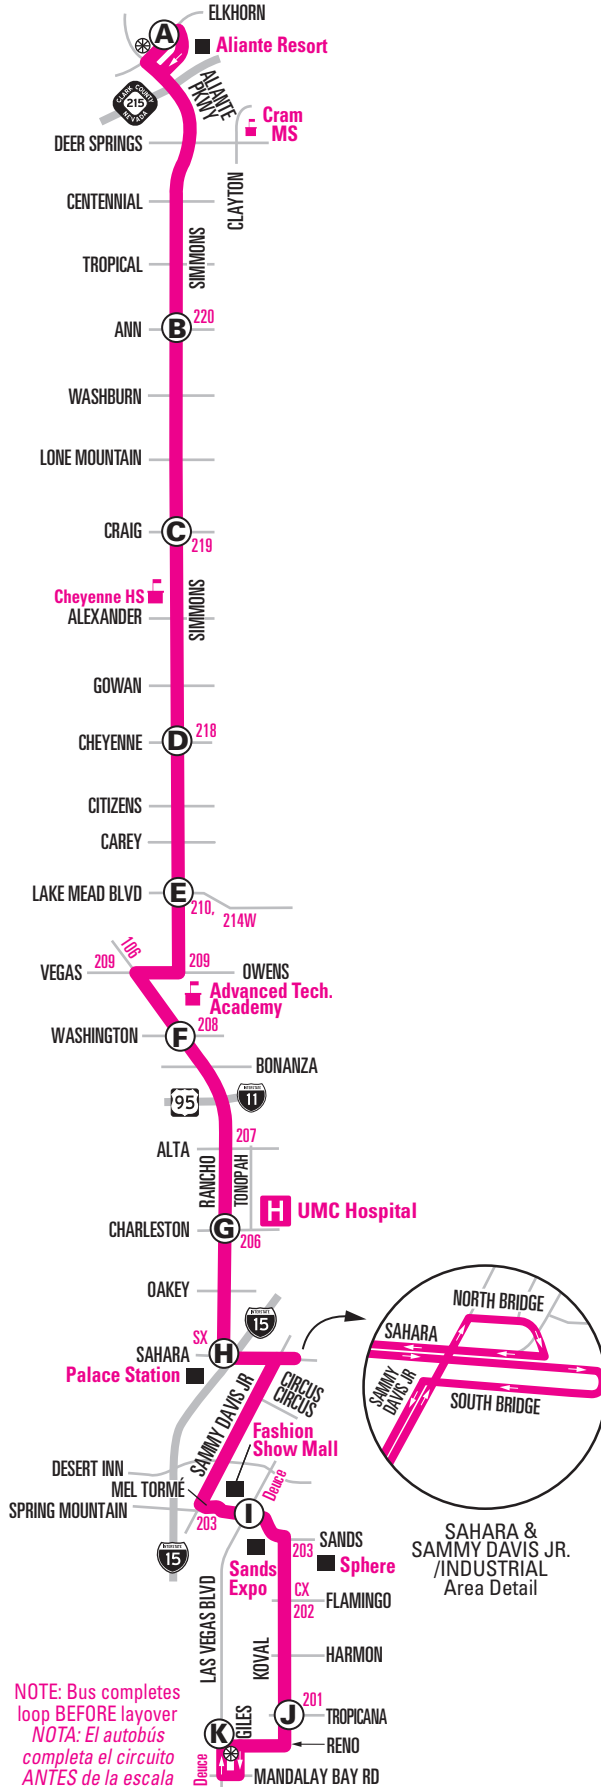 ELKHORN
A
Aliante Resort
CLARK COUNTY
215
NEVADA
ALIANTE
PKWY
Cram
MS
DEER SPRINGS
CLAYTON
CENTENNIAL
SIMMONS
TROPICAL
220
ANN
B
WASHBURN
LONE MOUNTAIN
CRAIG
C
219
Cheyenne HS
SIMMONS
ALEXANDER
GOWAN
218
CHEYENNE
D
CITIZENS
CAREY
LAKE MEAD BLVD
E
210,
214W
106
209
209
VEGAS
OWENS
Advanced Tech.
Academy
208
WASHINGTON
F
BONANZA
95
INTERSTATE
11
207
ALTA
RANCHO
TONOPAH
H UMC Hospital
CHARLESTON
G
206
OAKEY
INTERSTATE
15
SX
SAHARA
H
Palace Station
CIRCUS
CIRCUS
SAMMY DAVIS JR
NORTH BRIDGE
SAHARA
SAMMY
DAVIS JR
SOUTH BRIDGE
SAHARA &
SAMMY DAVIS JR.
/INDUSTRIAL
Area Detail
Fashion
Show Mall
DESERT INN
MEL TORMÉ
Deuce
SPRING MOUNTAIN
203
I
INTERSTATE
15
SANDS
203
Sands
Expo
Sphere
CX
FLAMINGO
202
LAS VEGAS BLVD
KOVAL
HARMON
201
J
TROPICANA
GILES
K
RENO
Deuce
MANDALAY BAY RD
NOTE: Bus completes
loop BEFORE layover
NOTA: El autobús
completa el circuito
ANTES de la escala